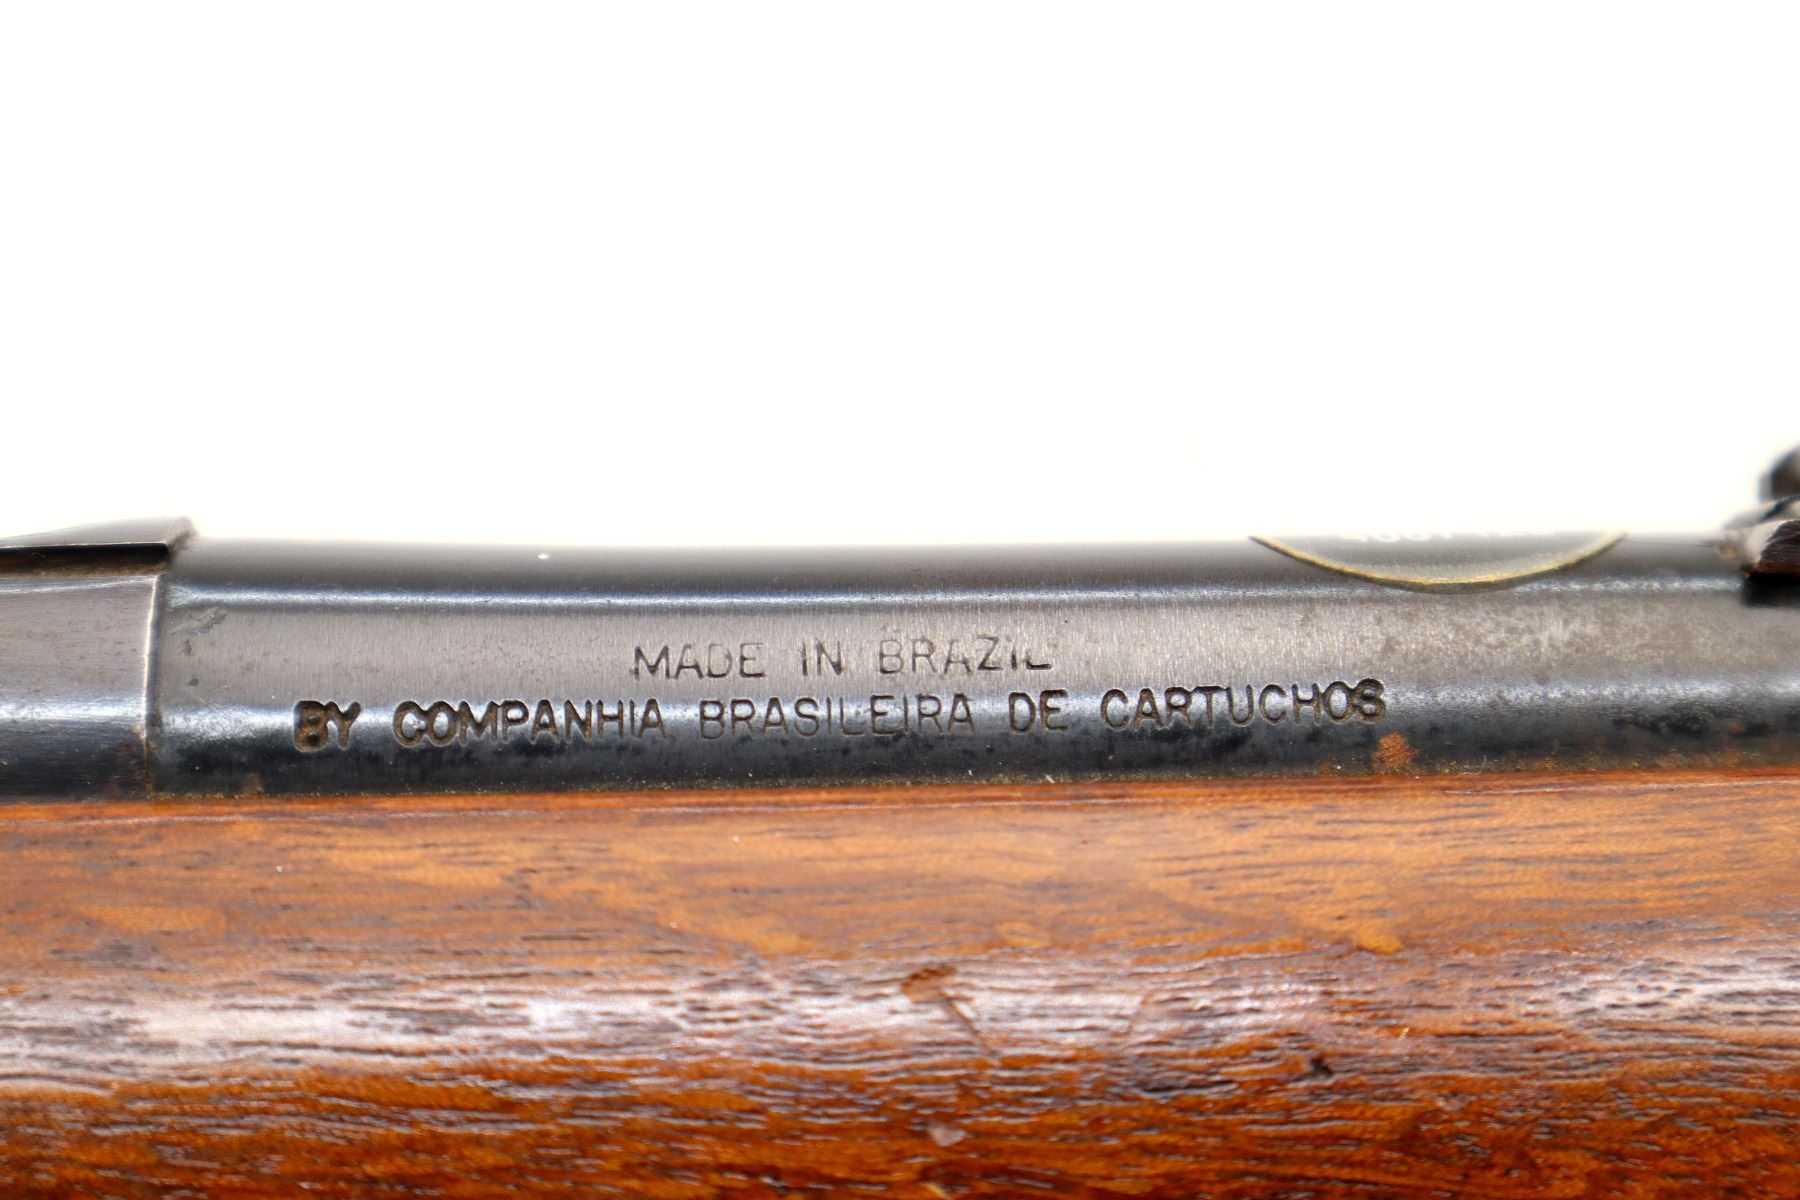 MADE IN BRAZIL
BY COMPANHIA BRASILEIRA DE CARTUCHOS